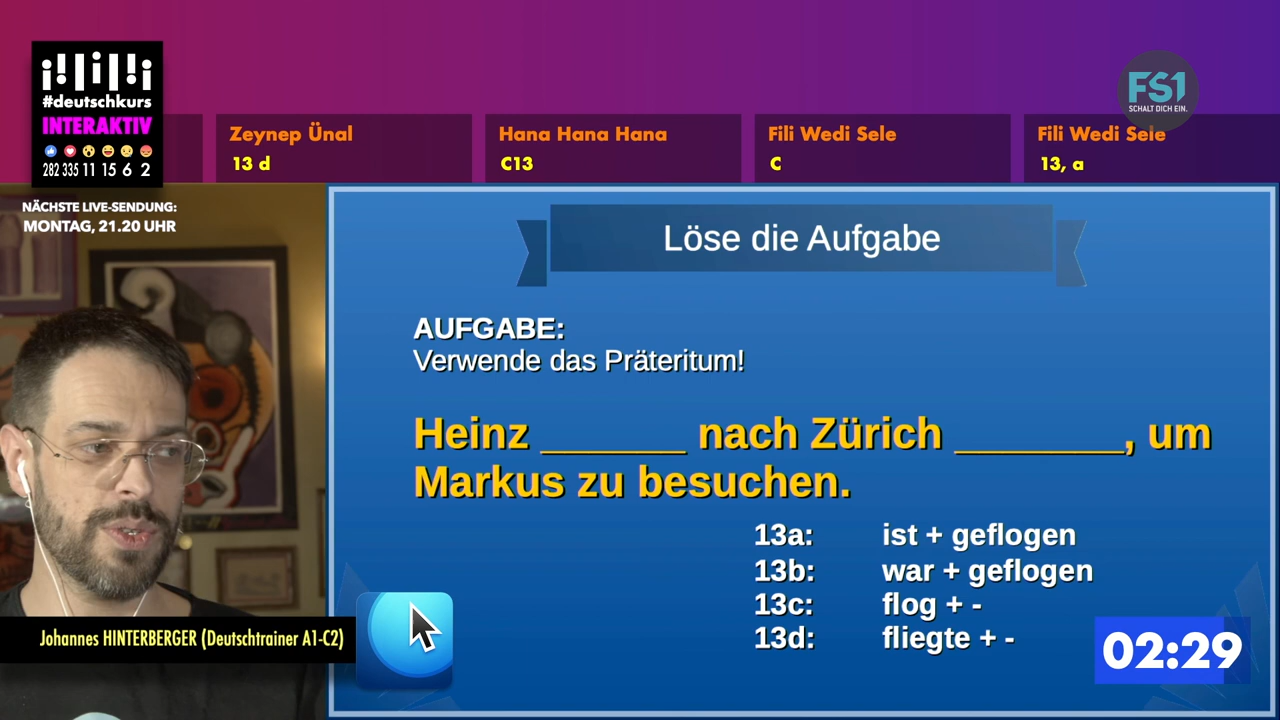 #deutschkurs
INTERAKTIV
282 335 11 15 6 2
Zeynep Ünal
13 d
Hana Hana Hana
C13
Fili Wedi Sele
C
Fili Wedi Sele
13, a
FS1
SCHALT DICH EIN.
NÄCHSTE LIVE-SENDUNG:
MONTAG, 21.20 UHR
Löse die Aufgabe
AUFGABE:
Verwende das Präteritum!
Heinz ______ nach Zürich _______, um
Markus zu besuchen.
13a: ist + geflogen
13b: war + geflogen
13c: flog + -
13d: fliegte + -
Johannes HINTERBERGER (Deutschtrainer A1-C2)
02:29